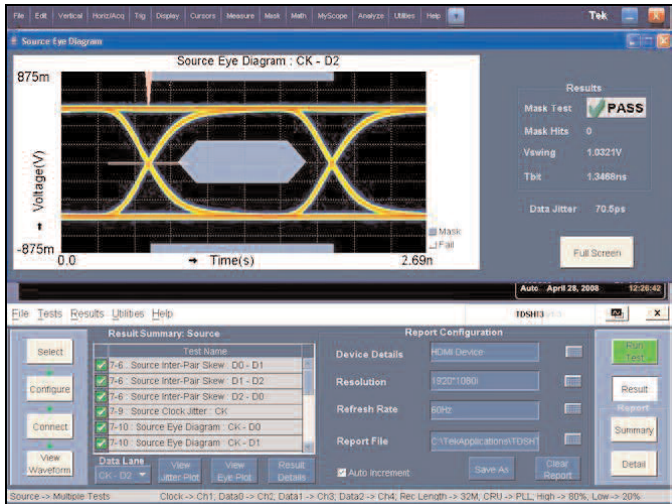 File Edit Vertical Horiz/Acq Trig Display Cursors Measure Mask Math MyScope Analyze Utilities Help Tek
Source Eye Diagram
Source Eye Diagram : CK - D2
875m
Voltage(V)
-875m
0.0
Time(s)
2.69n
Mask
Fail
Results
Mask Test PASS
Mask Hits 0
Vswing 1.0321V
Tbit 1.3468ns
Data Jitter 70.5ps
Full Screen
Auto April 28, 2008 12:26:42
File Tests Results Utilities Help TDSHT3
Select
Configure
Connect
View Waveform
Result Summary: Source
Test Name
7-6 : Source Inter-Pair Skew : D0 - D1
7-6 : Source Inter-Pair Skew : D1 - D2
7-6 : Source Inter-Pair Skew : D2 - D0
7-9 : Source Clock Jitter : CK
7-10 : Source Eye Diagram : CK - D0
7-10 : Source Eye Diagram : CK - D1
Data Lane
CK - D2
View Jitter Plot
View Eye Plot
Result Details
Report Configuration
Device Details HDMI Device
Resolution 1920*1080i
Refresh Rate 60Hz
Report File C:\TekApplications\TDSHT
Auto Increment
Save As
Clear Report
Run Test
Result
Report
Summary
Detail
Source -> Multiple Tests Clock -> Ch1, Data0 -> Ch2, Data1 -> Ch3, Data2 -> Ch4, Rec Length -> 32M, CRU -> PLL, High -> 80%, Low-> 20%